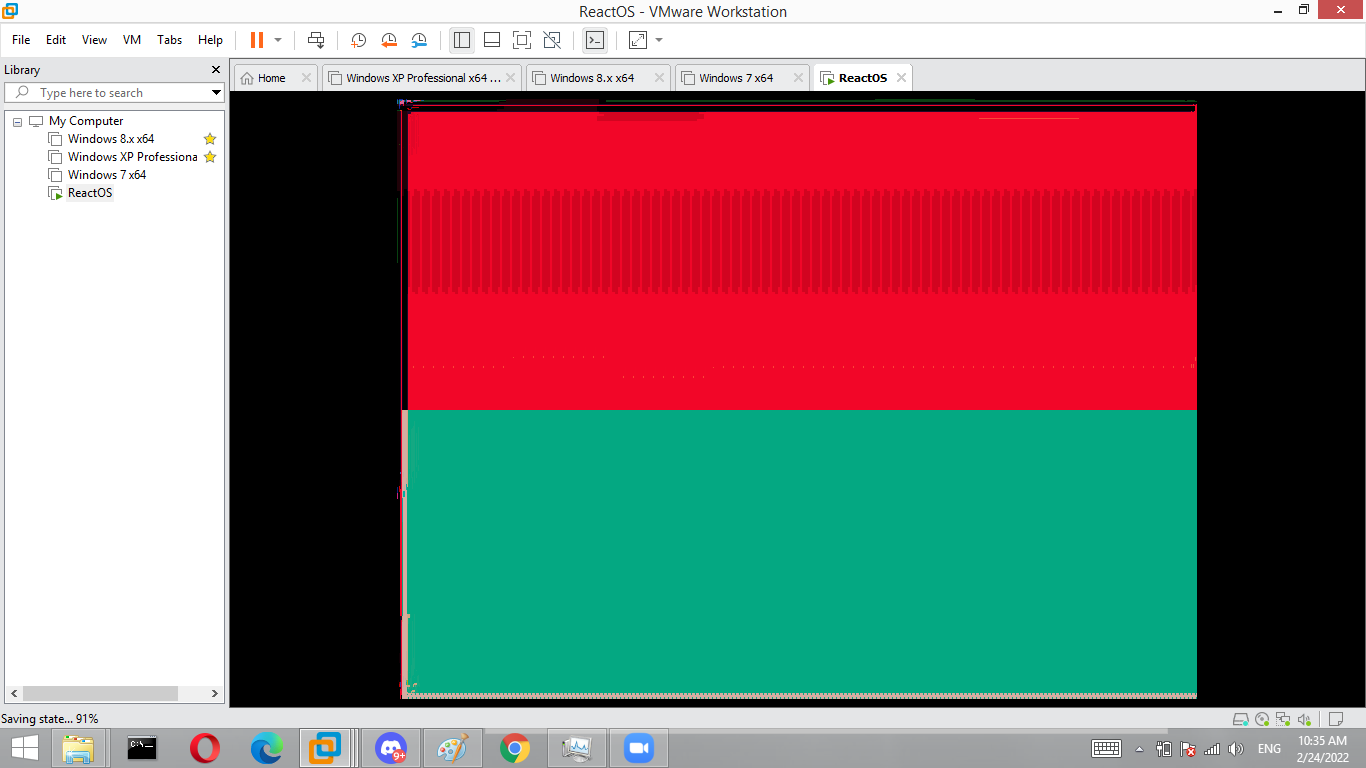 ReactOS - VMware Workstation
File Edit View VM Tabs Help
Library
Type here to search
My Computer
Windows 8.x x64
Windows XP Professiona
Windows 7 x64
ReactOS
Home
Windows XP Professional x64 ...
Windows 8.x x64
Windows 7 x64
ReactOS
Saving state... 91%
C:\_
9+
ENG
10:35 AM
2/24/2022